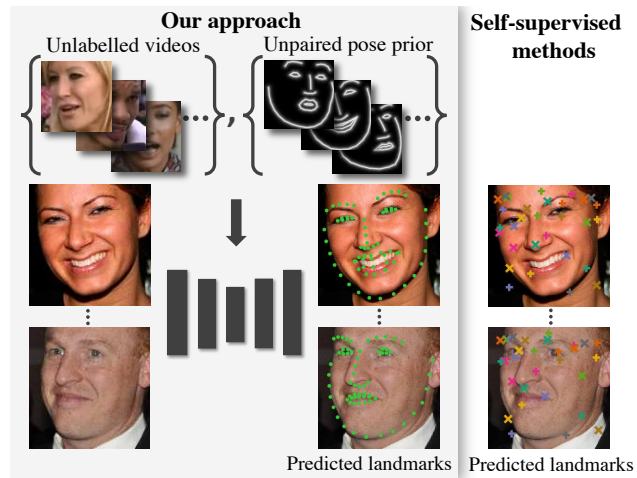 Our approach
Unlabelled videos
Unpaired pose prior
Self-supervised
methods
Predicted landmarks
Predicted landmarks